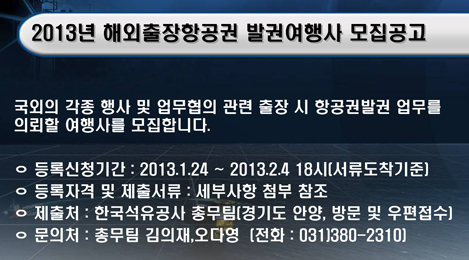 2013년 해외출장항공권 발권여행사 모집공고
국외의 각종 행사 및 업무협의 관련 출장 시 항공권발권 업무를
의뢰할 여행사를 모집합니다.
ㅇ 등록신청기간 : 2013.1.24 ~ 2013.2.4 18시(서류도착기준)
ㅇ 등록자격 및 제출서류 : 세부사항 첨부 참조
ㅇ 제출처 : 한국석유공사 총무팀(경기도 안양, 방문 및 우편접수)
ㅇ 문의처 : 총무팀 김의재,오다영 (전화 : 031)380-2310)